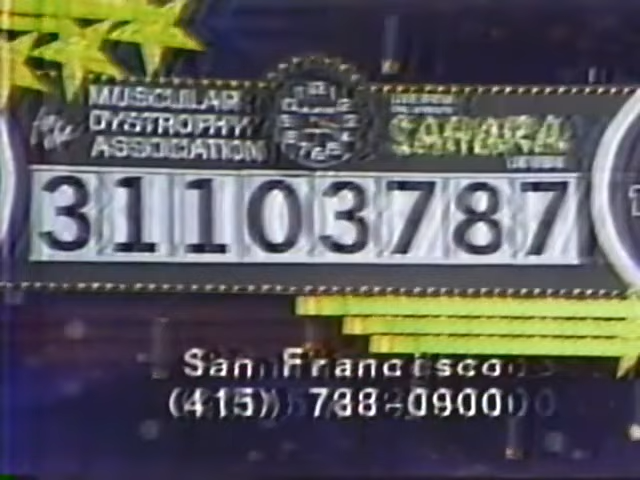 MUSCULAR
DYSTROPHY
ASSOCIATION
SAHARA
31103787
San Francisco
(415) 738-0900